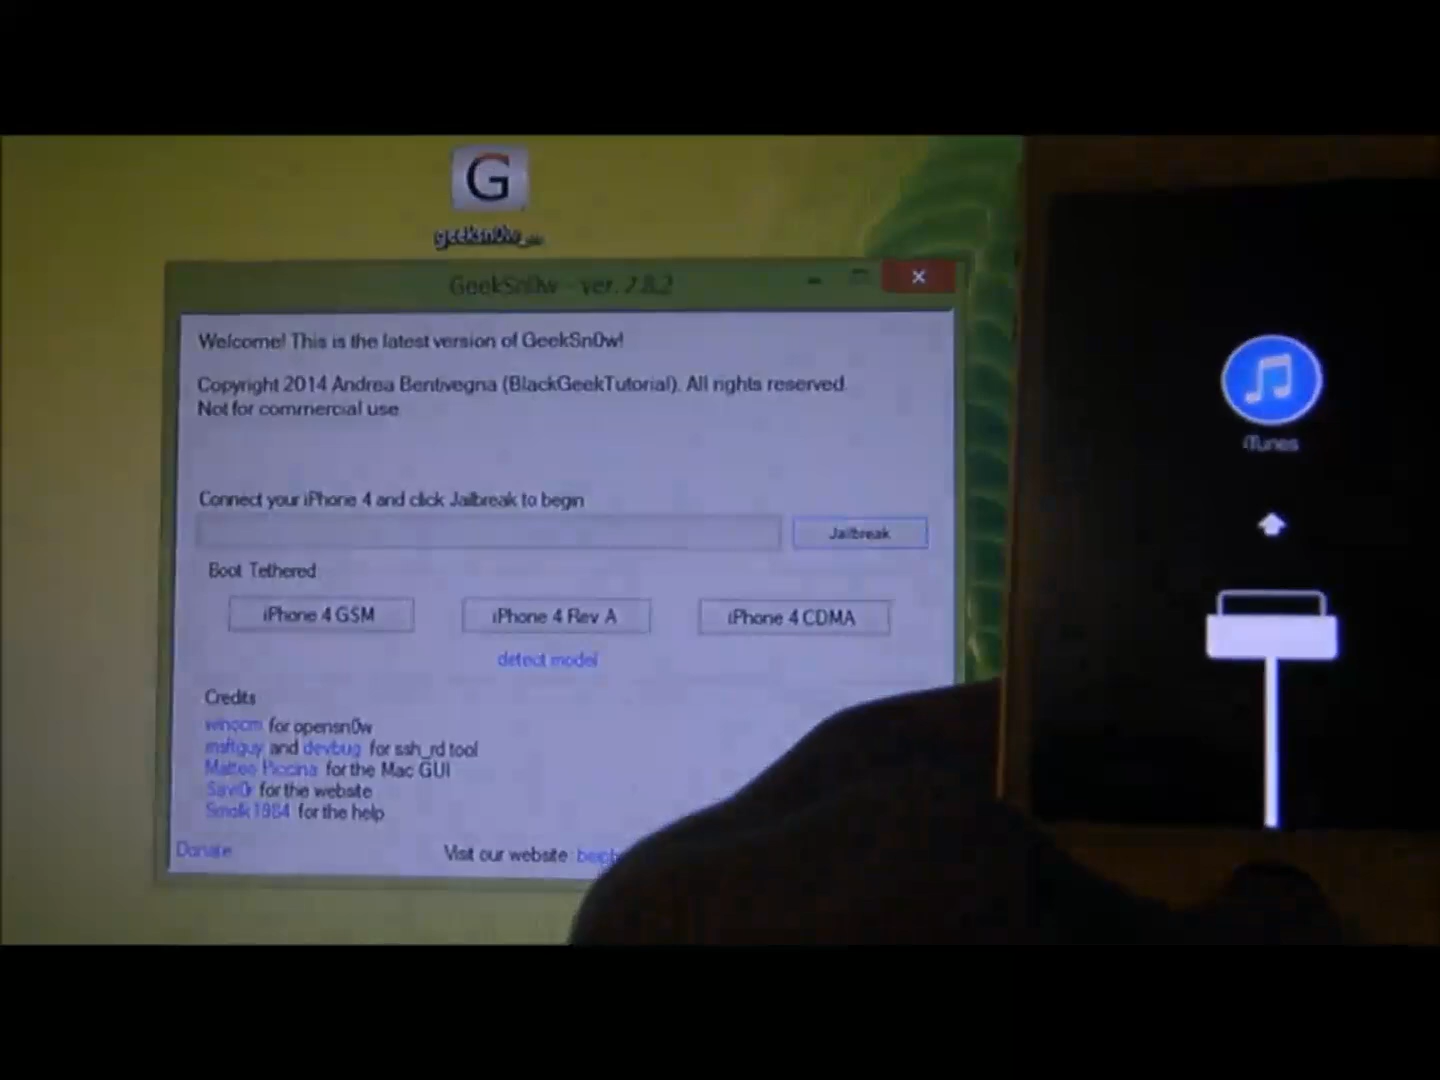 G
geeksn0w_...
GeekSn0w - ver. 2.8.2
Welcome! This is the latest version of GeekSn0w!
Copyright 2014 Andrea Bentivegna (BlackGeekTutorial). All rights reserved.
Not for commercial use
Connect your iPhone 4 and click Jailbreak to begin
Jailbreak
Boot Tethered
iPhone 4 GSM
iPhone 4 Rev A
iPhone 4 CDMA
detect model
Credits
winocm for opensn0w
msftguy and devbug for ssh_rd tool
Matteo Piccina for the Mac GUI
for the website
Smoik1984 for the help
Donate
Visit our website:
iTunes